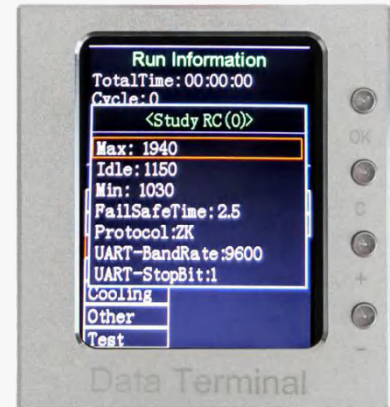 Run Information
TotalTime:00:00:00
Cycle:0
<Study RC(0)>
Max: 1940
Idle:1150
Min: 1030
FailSafeTime:2.5
Protocol:ZK
UART-BandRate:9600
UART-StopBit:1
Cooling
Other
Test
OK
C
+
-
Data Terminal